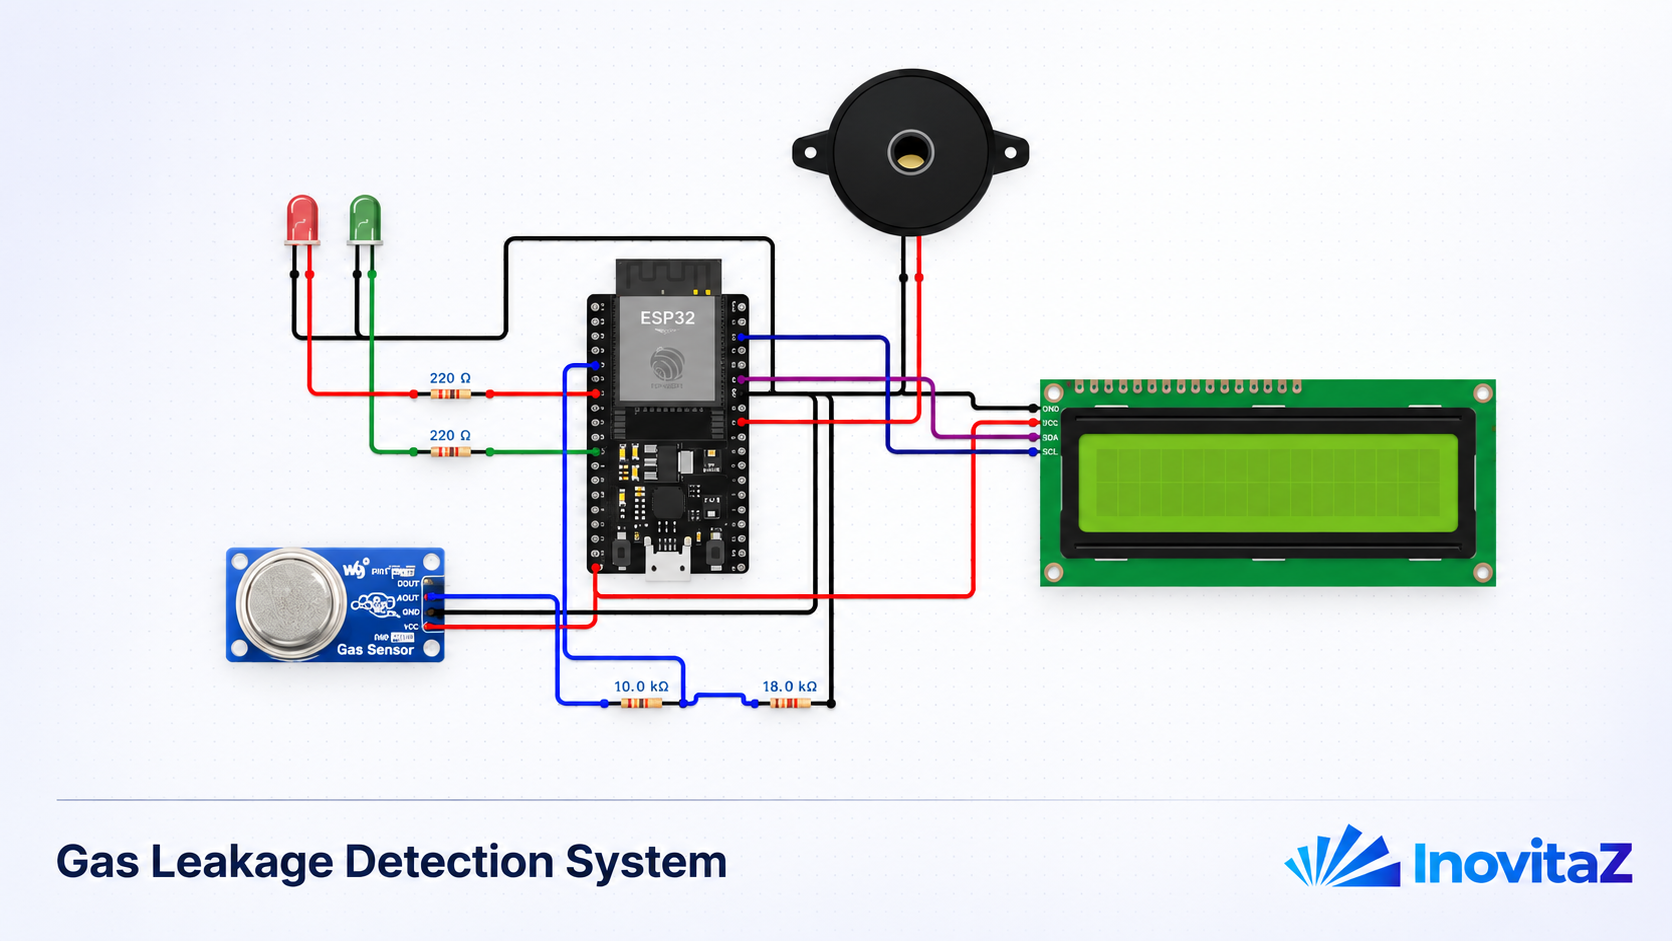 ESP32
220 Ω
220 Ω
GND
VCC
SDA
SCL
DOUT
AOUT
GND
VCC
Gas Sensor
10.0 kΩ
18.0 kΩ
Gas Leakage Detection System
InovitaZ